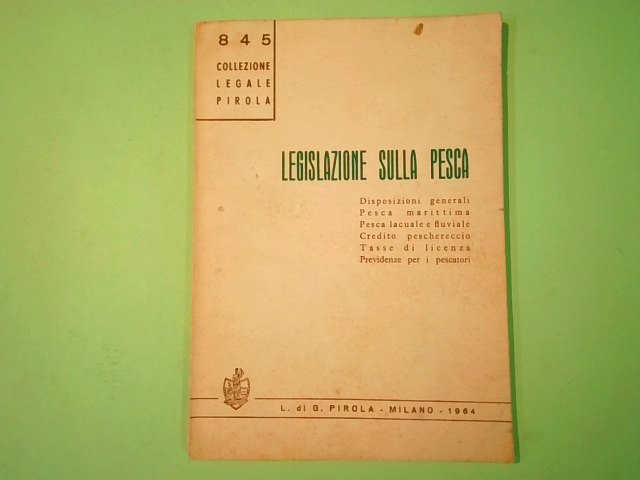 845
COLLEZIONE
LEGALE
PIROLA
LEGISLAZIONE SULLA PESCA
Disposizioni generali
Pesca marittima
Pesca lacuale e fluviale
Credito peschereccio
Tasse di licenza
Previdenze per i pescatori
L. di G. PIROLA - MILANO - 1964